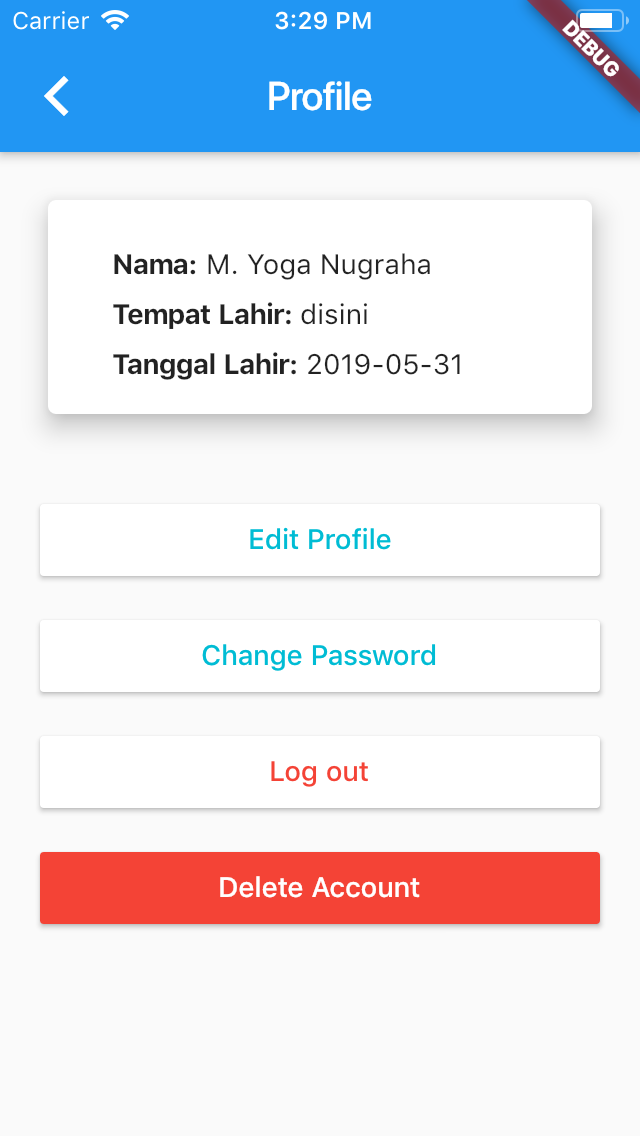 Carrier 3:29 PM
DEBUG
Profile
Nama: M. Yoga Nugraha
Tempat Lahir: disini
Tanggal Lahir: 2019-05-31
Edit Profile
Change Password
Log out
Delete Account